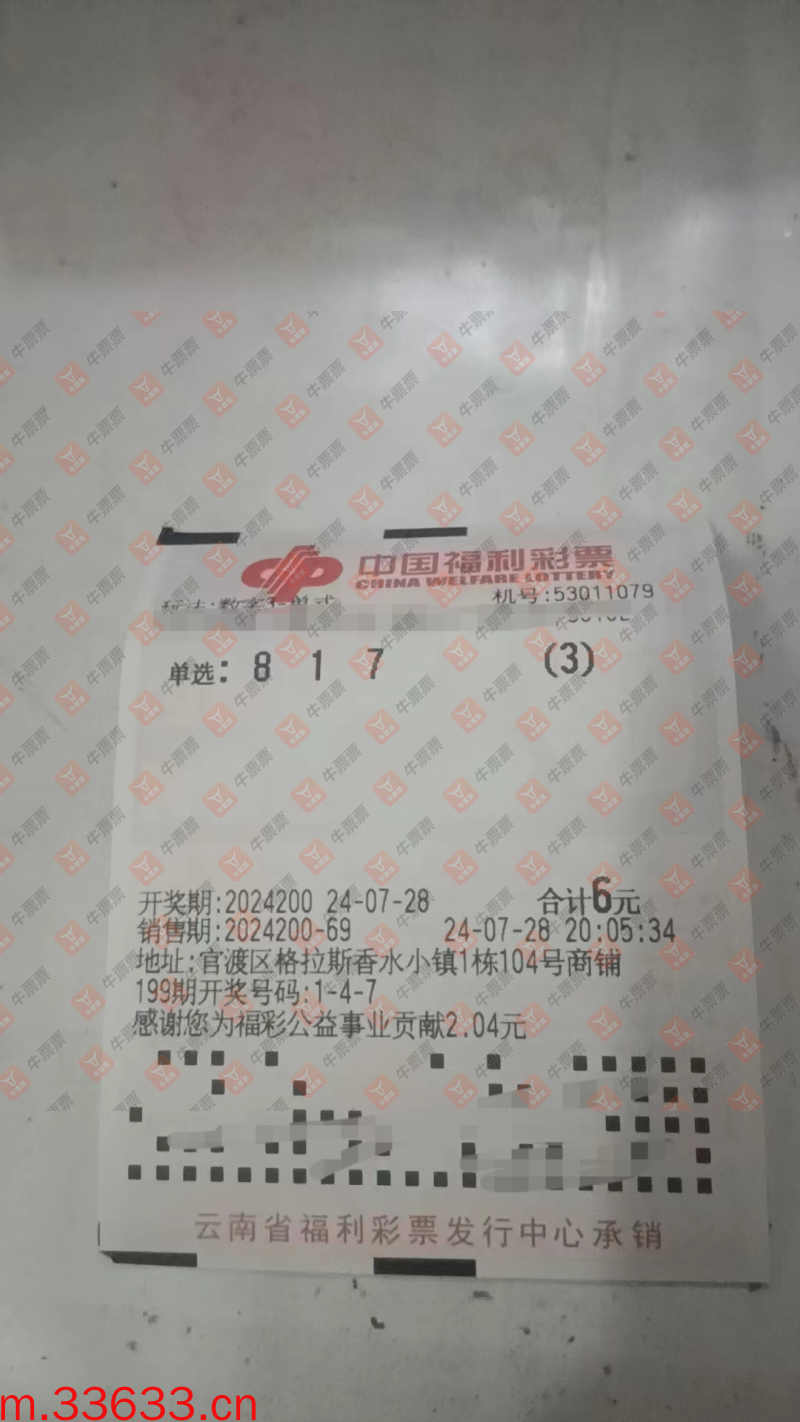 中国福利彩票
CHINA WELFARE LOTTERY
机号:53011079
单选: 8 1 7 (3)
开奖期:2024200 24-07-28 合计6元
销售期:2024200-69 24-07-28 20:05:34
地址:官渡区格拉斯香水小镇1栋104号商铺
199期开奖号码:1-4-7
感谢您为福彩公益事业贡献2.04元
云南省福利彩票发行中心承销
牛票票
m.33633.cn